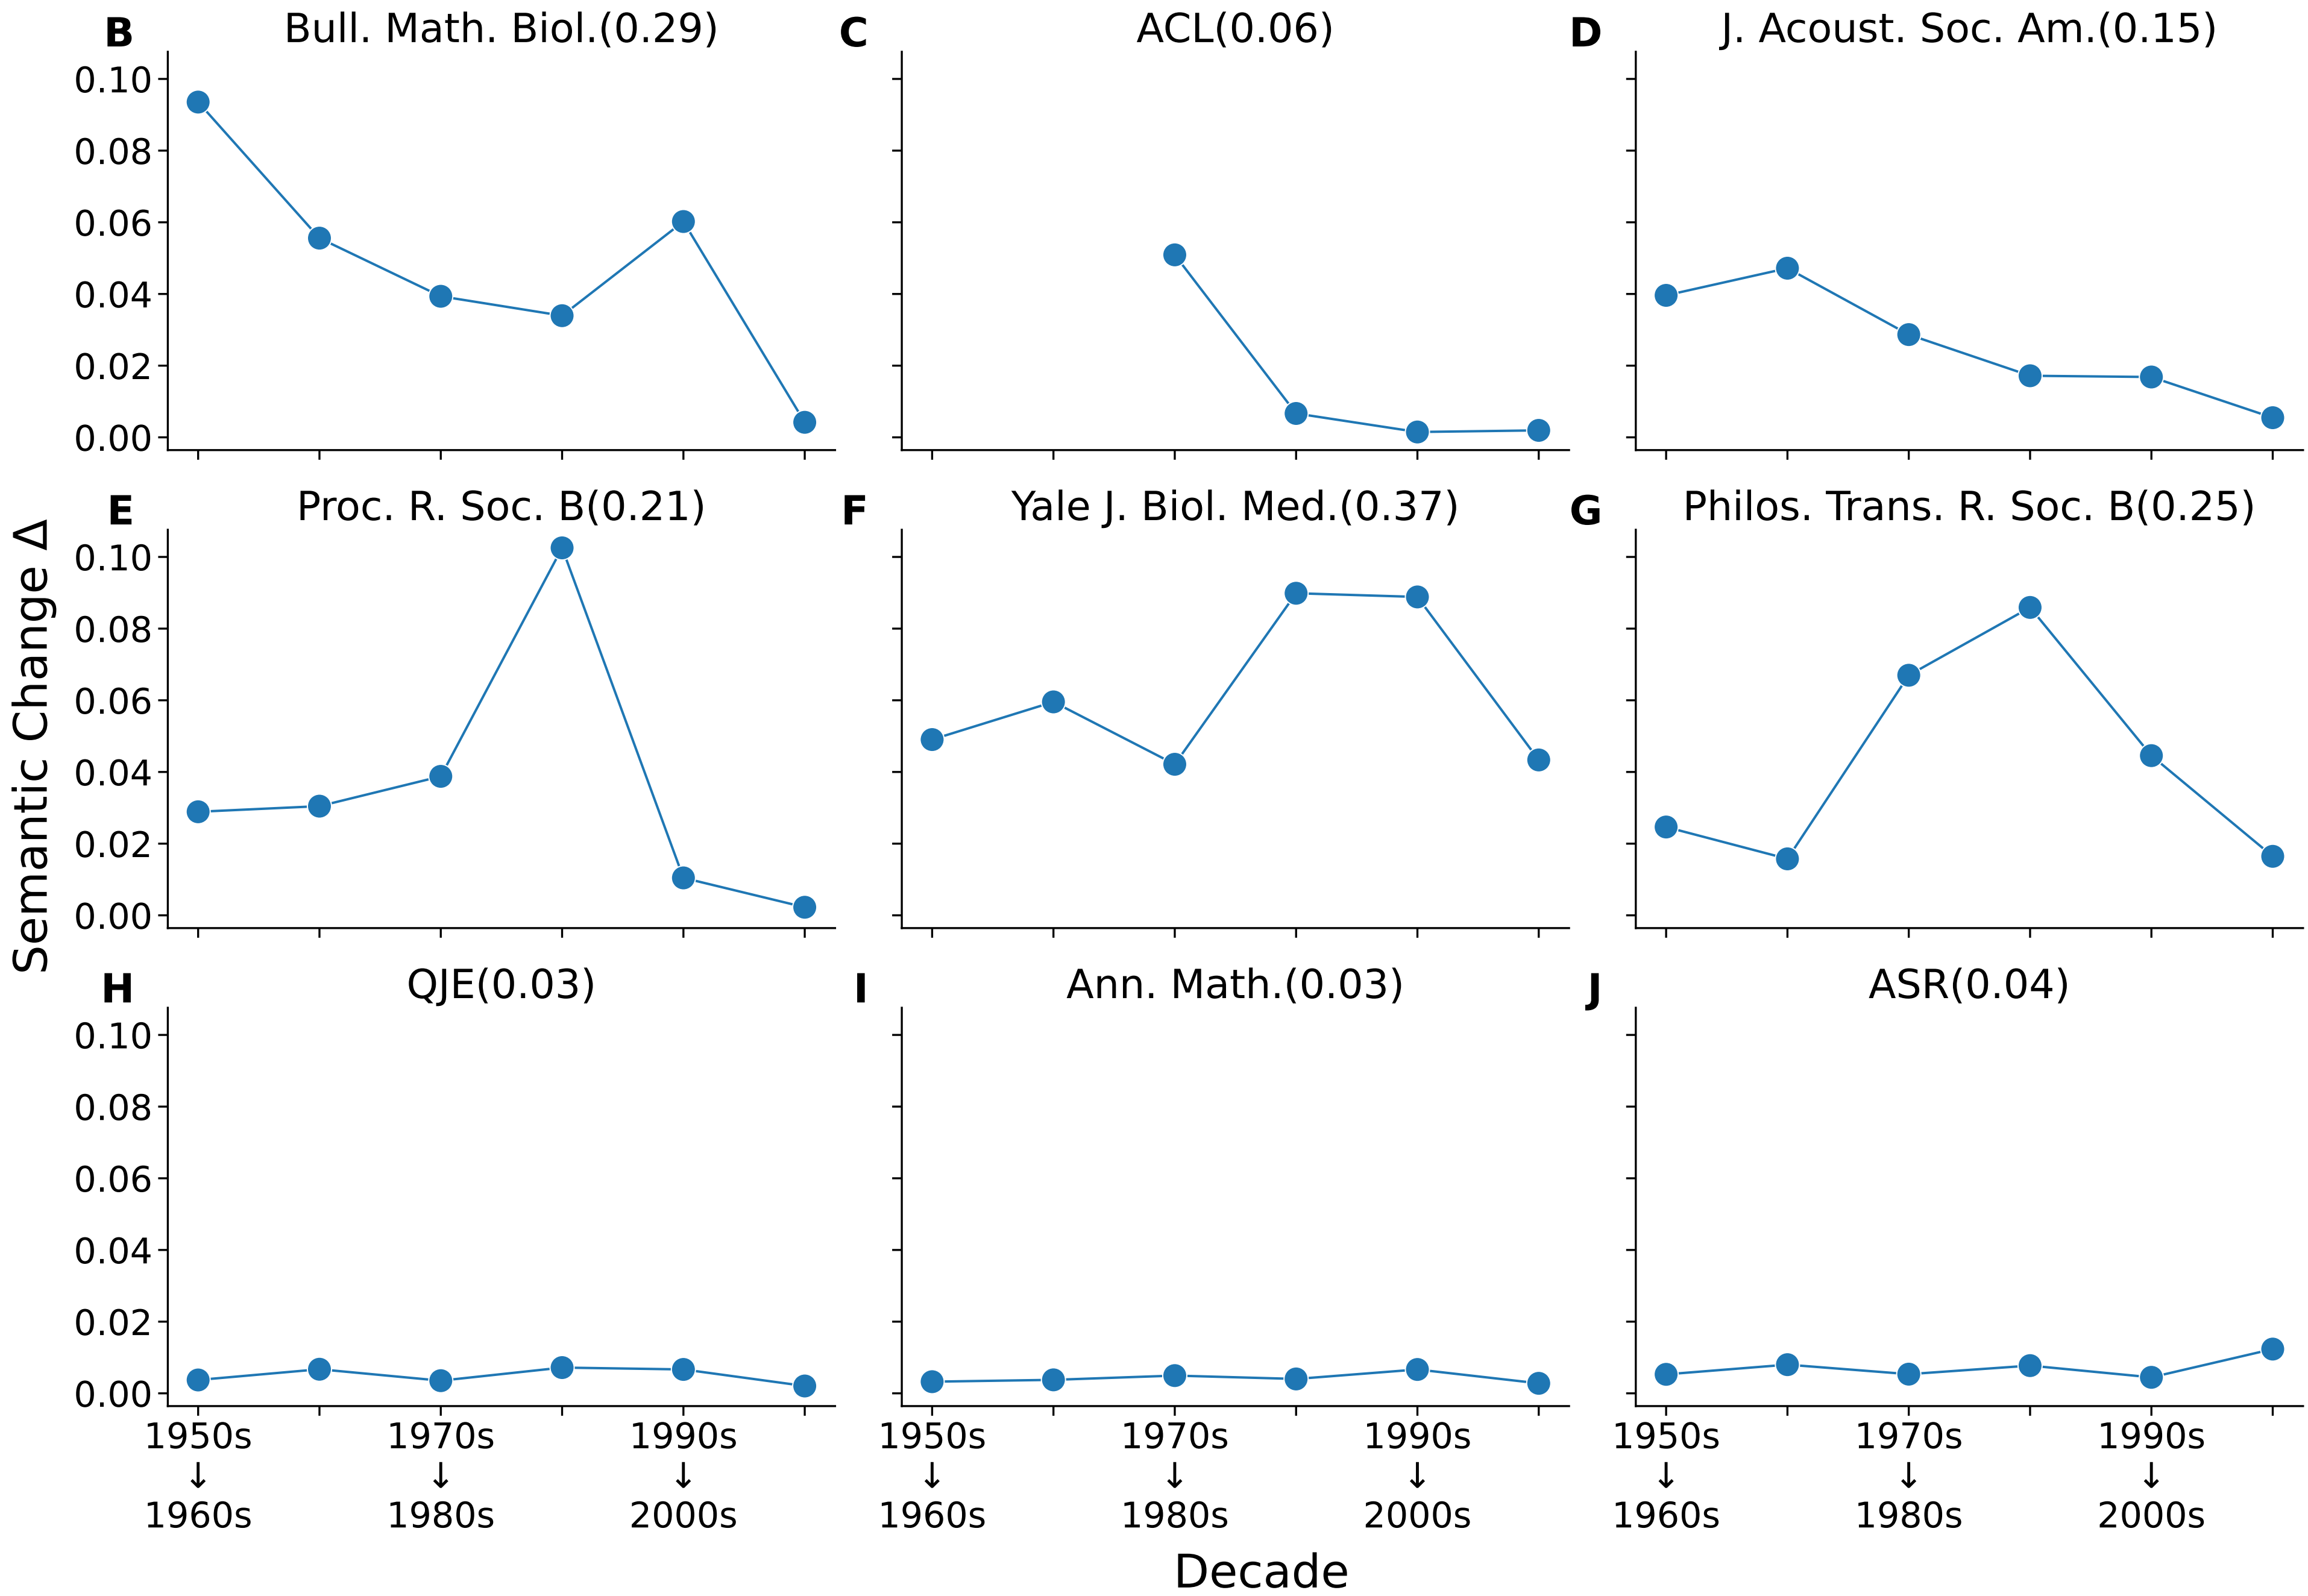 B Bull. Math. Biol.(0.29)
0.10
0.08
0.06
0.04
0.02
0.00
C ACL(0.06)
D J. Acoust. Soc. Am.(0.15)
Semantic Change Δ
E Proc. R. Soc. B(0.21)
0.10
0.08
0.06
0.04
0.02
0.00
F Yale J. Biol. Med.(0.37)
G Philos. Trans. R. Soc. B(0.25)
H QJE(0.03)
0.10
0.08
0.06
0.04
0.02
0.00
1950s 1970s 1990s
↓ ↓ ↓
1960s 1980s 2000s
I Ann. Math.(0.03)
1950s 1970s 1990s
↓ ↓ ↓
1960s 1980s 2000s
J ASR(0.04)
1950s 1970s 1990s
↓ ↓ ↓
1960s 1980s 2000s
Decade